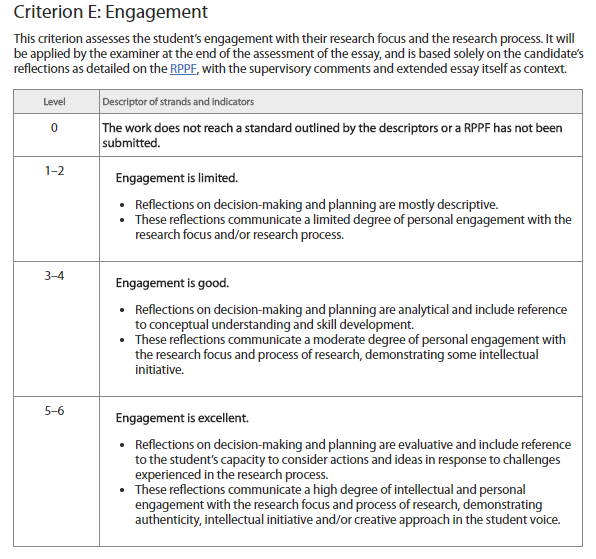 Criterion E: Engagement
This criterion assesses the student's engagement with their research focus and the research process. It will
be applied by the examiner at the end of the assessment of the essay, and is based solely on the candidate's
reflections as detailed on the RPPF, with the supervisory comments and extended essay itself as context.
Level
Descriptor of strands and indicators
0
The work does not reach a standard outlined by the descriptors or a RPPF has not been
submitted.
1–2
Engagement is limited.
• Reflections on decision-making and planning are mostly descriptive.
• These reflections communicate a limited degree of personal engagement with the
research focus and/or research process.
3–4
Engagement is good.
• Reflections on decision-making and planning are analytical and include reference
to conceptual understanding and skill development.
• These reflections communicate a moderate degree of personal engagement with
the research focus and process of research, demonstrating some intellectual
initiative.
5–6
Engagement is excellent.
• Reflections on decision-making and planning are evaluative and include reference
to the student's capacity to consider actions and ideas in response to challenges
experienced in the research process.
• These reflections communicate a high degree of intellectual and personal
engagement with the research focus and process of research, demonstrating
authenticity, intellectual initiative and/or creative approach in the student voice.